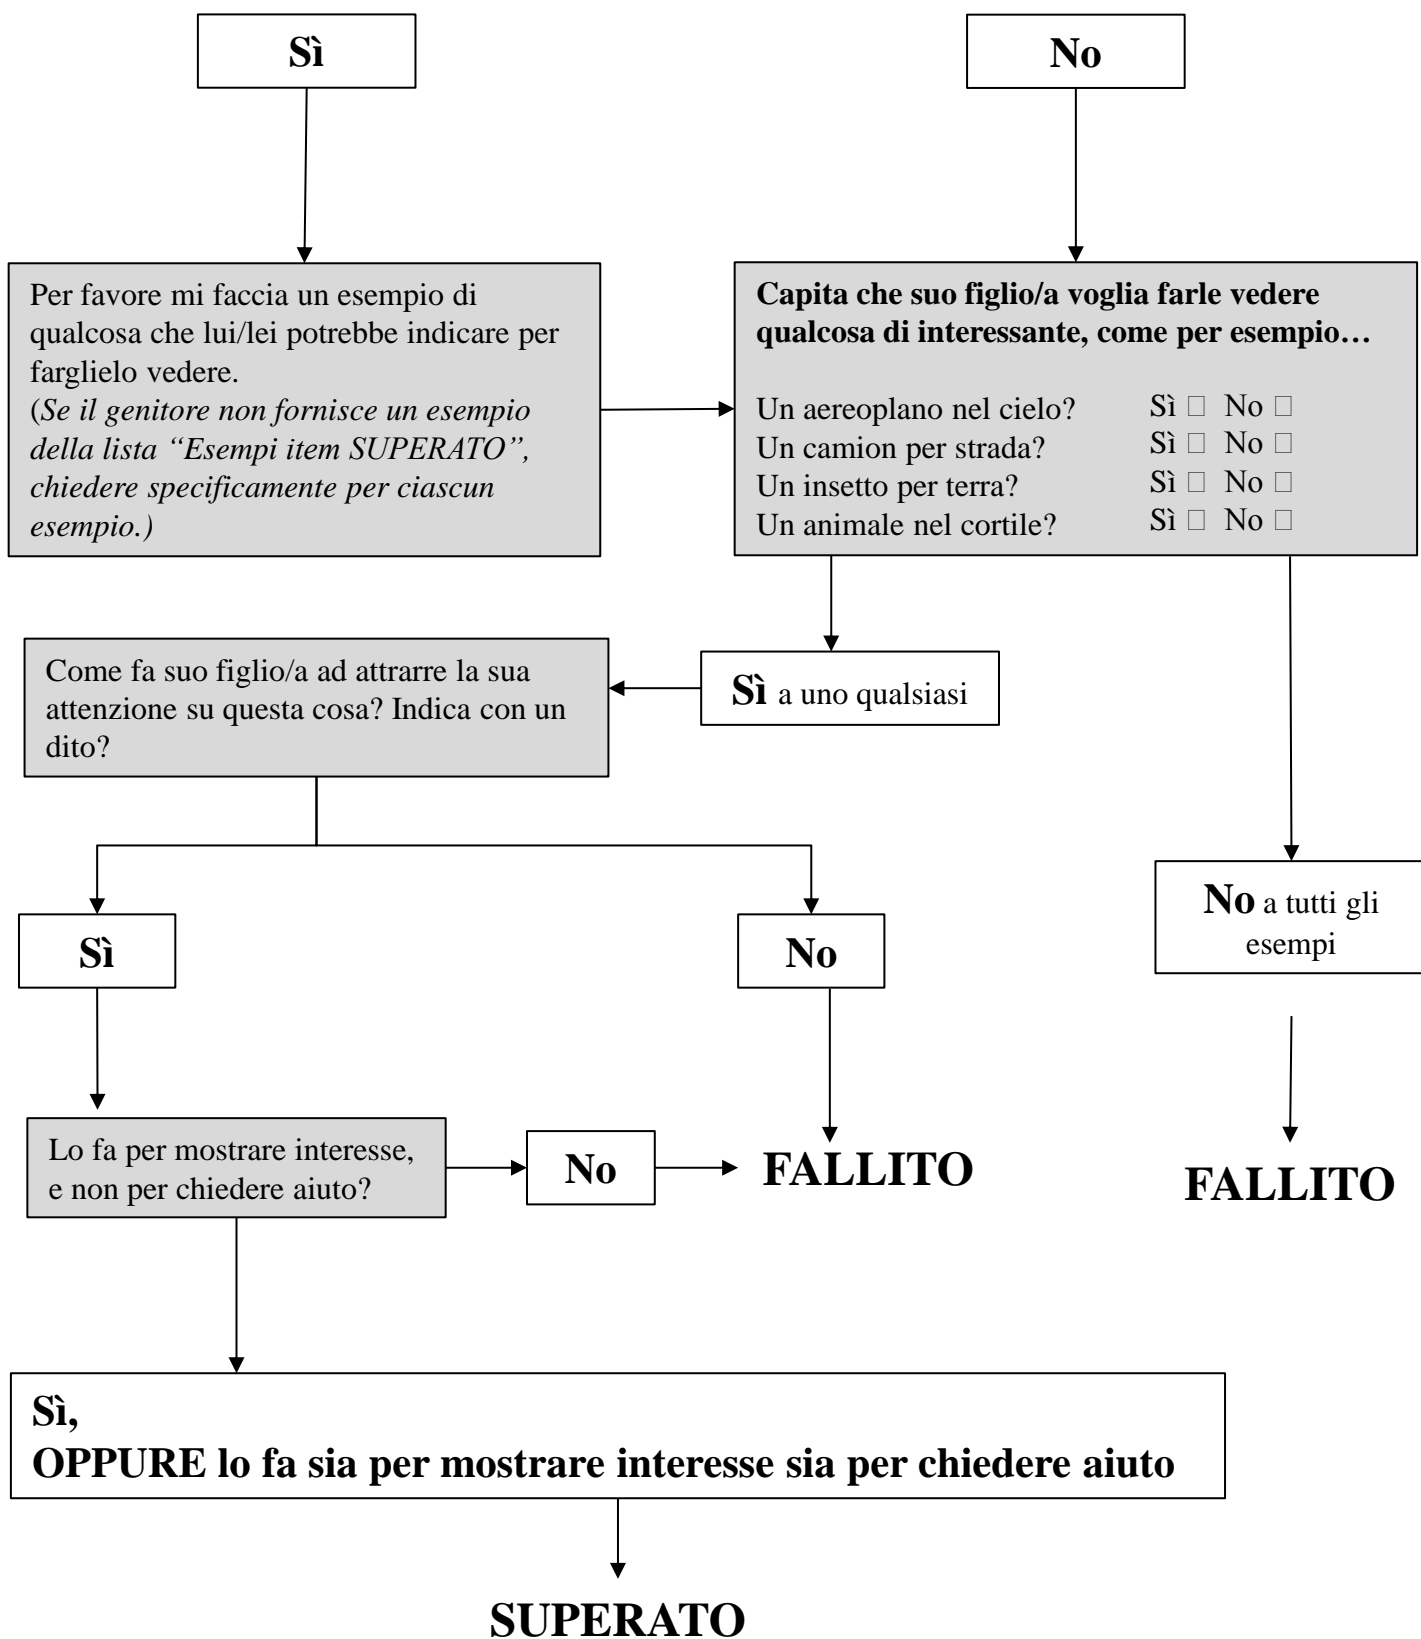 Sì
No
Per favore mi faccia un esempio di
qualcosa che lui/lei potrebbe indicare per
farglielo vedere.
(Se il genitore non fornisce un esempio
della lista “Esempi item SUPERATO”,
chiedere specificamente per ciascun
esempio.)
Capita che suo figlio/a voglia farle vedere
qualcosa di interessante, come per esempio…
Un aereoplano nel cielo? Sì □ No □
Un camion per strada? Sì □ No □
Un insetto per terra? Sì □ No □
Un animale nel cortile? Sì □ No □
Come fa suo figlio/a ad attrarre la sua
attenzione su questa cosa? Indica con un
dito?
Sì a uno qualsiasi
No a tutti gli
esempi
Sì
No
Lo fa per mostrare interesse,
e non per chiedere aiuto?
No
FALLITO
FALLITO
Sì,
OPPURE lo fa sia per mostrare interesse sia per chiedere aiuto
SUPERATO